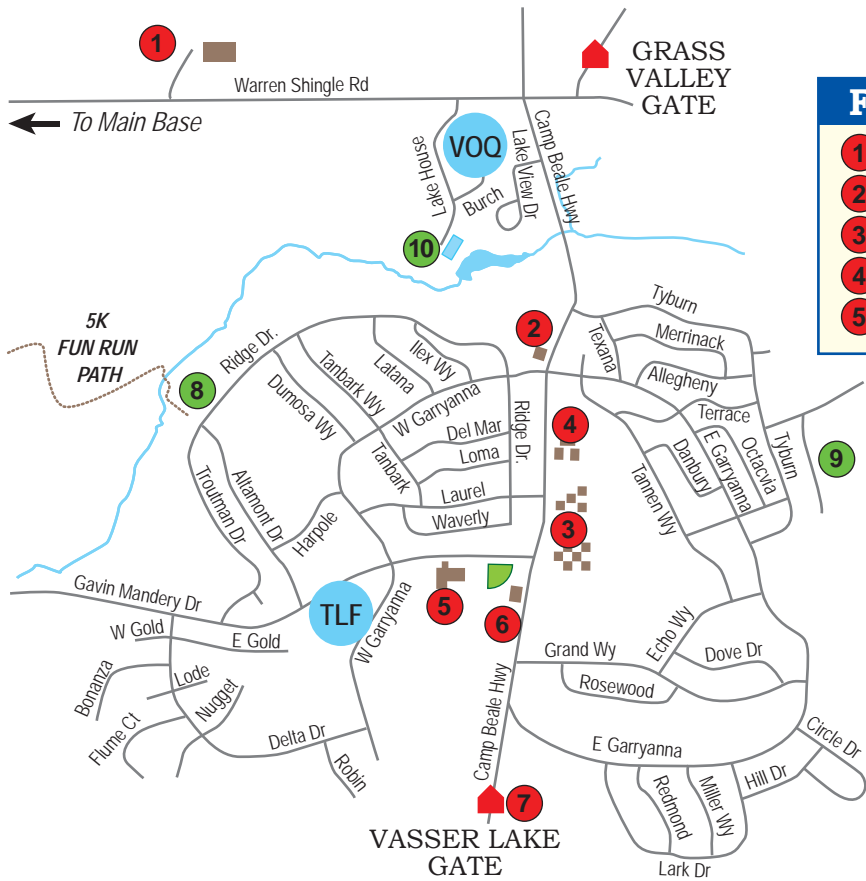 1
GRASS
VALLEY
GATE
Warren Shingle Rd
To Main Base
F
1
2
3
4
5
VOQ
Lake House
Burch
Lake View Dr
Camp Beale Hwy
10
5K
FUN RUN
PATH
8
Ridge Dr.
Dumosa Wy
Tanbark Wy
Latana
Ilex Wy
2
Texana
Tyburn
Merrinack
Allegheny
W Garryanna
Del Mar
Loma
Tanbark
Laurel
Waverly
Ridge Dr.
4
3
Terrace
Danbury
E Garryanna
Octacvia
Tyburn
9
Tannen Wy
Troutman Dr
Altamont Dr
Harpole
Gavin Mandery Dr
TLF
W Garryanna
5
6
W Gold
E Gold
Bonanza
Lode
Flume Ct
Nugget
Delta Dr
Robin
Camp Beale Hwy
Grand Wy
Echo Wy
Dove Dr
Rosewood
E Garryanna
Circle Dr
Hill Dr
Redmond
Miller Wy
Lark Dr
7
VASSER LAKE
GATE